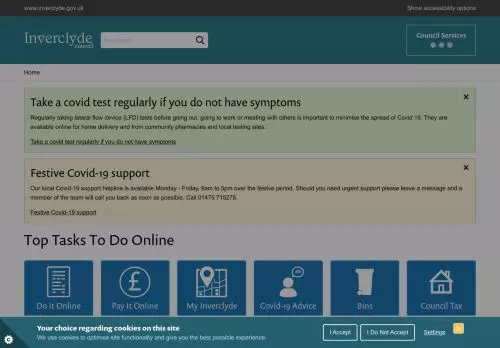 www.inverclyde.gov.uk
Show accessibility options
Inverclyde
council
Council Services
Home
Take a covid test regularly if you do not have symptoms
Regularly taking lateral flow device (LFD) tests before going out, going to work or meeting with others is important to minimise the spread of Covid 19. They are
available online for home delivery and from community pharmacies and local testing sites.
Take a covid test regularly if you do not have symptoms
Festive Covid-19 support
Our local Covid-19 support helpline is available Monday - Friday, 9am to 5pm over the festive period. Should you need urgent support please leave a message and a
member of the team will call you back as soon as possible. Call 01475 715275.
Festive Covid-19 support
Top Tasks To Do Online
Do It Online
Pay It Online
My Inverclyde
Covid-19 Advice
Bins
Council Tax
Your choice regarding cookies on this site
We use cookies to optimise site functionality and give you the best possible experience.
I Accept
I Do Not Accept
Settings